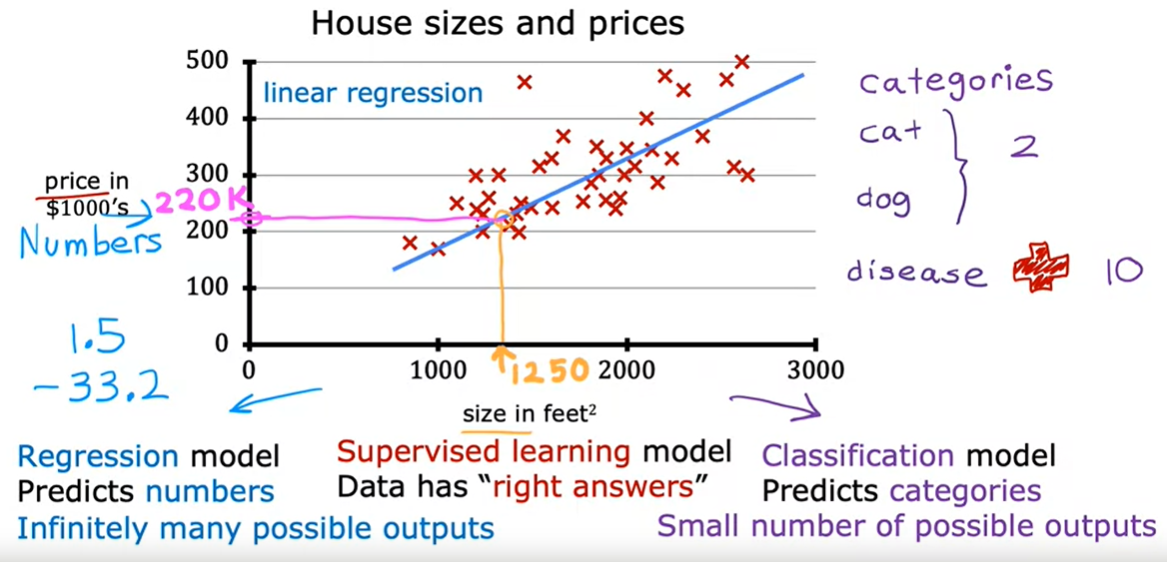 House sizes and prices
500
linear regression
400
300
200
100
0
price in
$1000's
220K
Numbers
1.5
-33.2
0
1000
1250
2000
3000
size in feet²
categories
cat
dog
2
disease
10
Regression model
Predicts numbers
Infinitely many possible outputs
Supervised learning model
Data has “right answers”
Classification model
Predicts categories
Small number of possible outputs